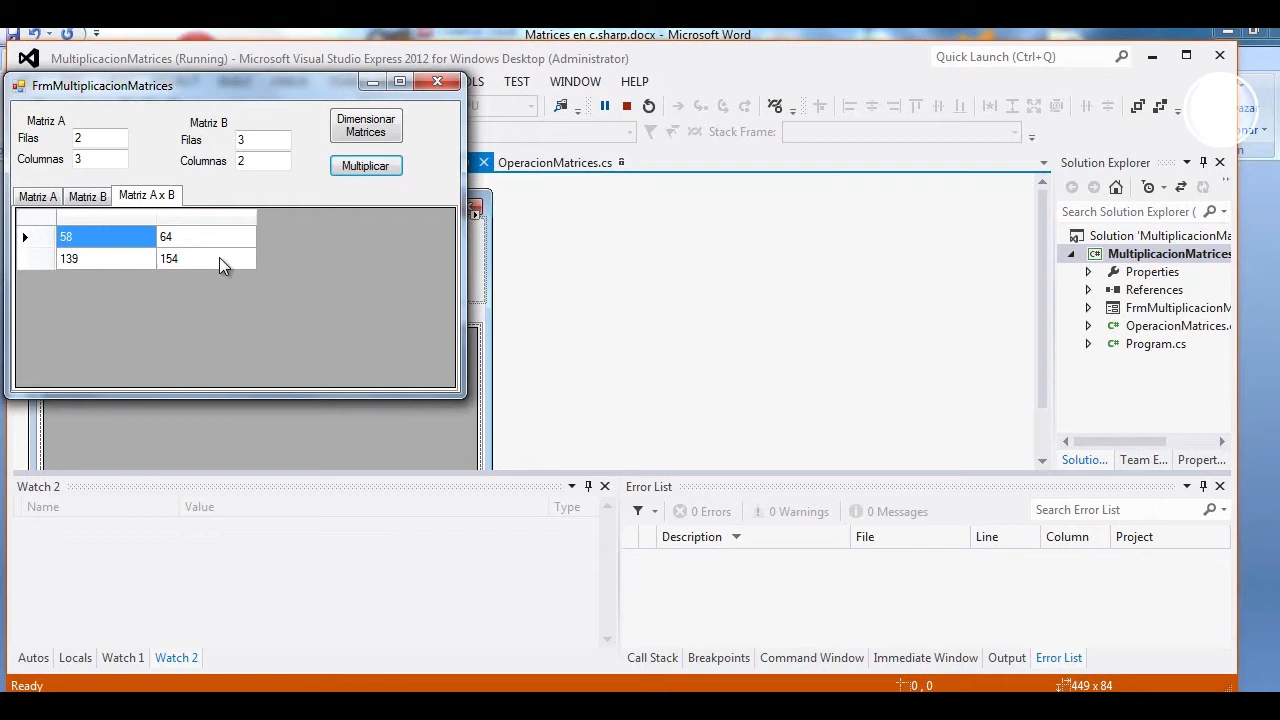 Matrices en c.sharp.docx - Microsoft Word
MultiplicacionMatrices (Running) - Microsoft Visual Studio Express 2012 for Windows Desktop (Administrator)
Quick Launch (Ctrl+Q)
FrmMultiplicacionMatrices
TEST WINDOW HELP
Matriz A
Filas 2
Columnas 3
Matriz B
Filas 3
Columnas 2
Dimensionar
Matrices
Multiplicar
Stack Frame:
OperacionMatrices.cs
Matriz A Matriz B Matriz A x B
58 64
139 154
Solution Explorer
Search Solution Explorer (
Solution 'MultiplicacionMa
MultiplicacionMatrices
Properties
References
FrmMultiplicacionM
OperacionMatrices.
Program.cs
Solutio... Team E... Propert...
Watch 2
Name Value Type
Autos Locals Watch 1 Watch 2
Error List
0 Errors 0 Warnings 0 Messages
Search Error List
Description File Line Column Project
Call Stack Breakpoints Command Window Immediate Window Output Error List
Ready
0 , 0
449 x 84